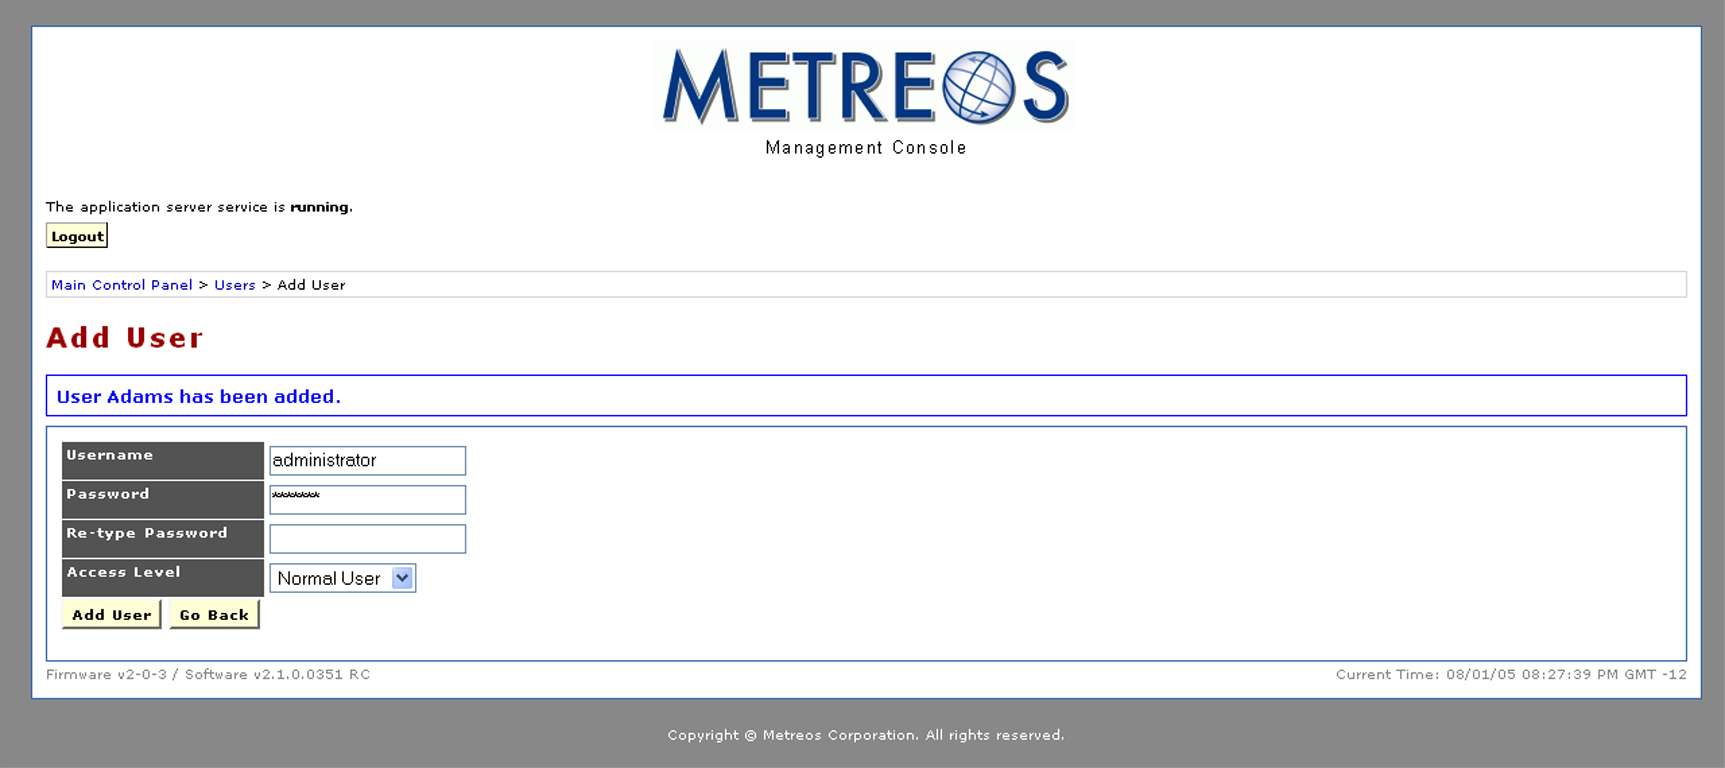 METREOS
Management Console
The application server service is running.
Logout
Main Control Panel > Users > Add User
Add User
User Adams has been added.
Username administrator
Password *******
Re-type Password
Access Level Normal User
Add User Go Back
Firmware v2-0-3 / Software v2.1.0.0351 RC Current Time: 08/01/05 08:27:39 PM GMT -12
Copyright © Metreos Corporation. All rights reserved.